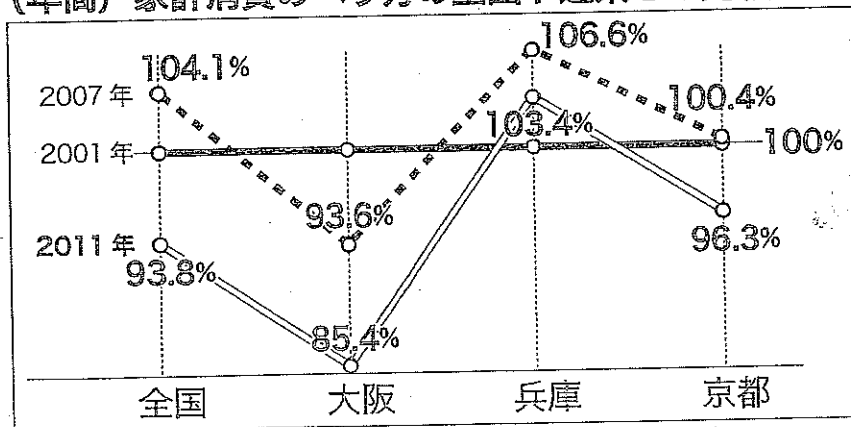 (年間) 家計消費の
104.1%
106.6%
2007年
100.4%
103.4%
2001年
100%
93.6%
2011年
96.3%
93.8%
85.4%
全国 大阪 兵庫 京都